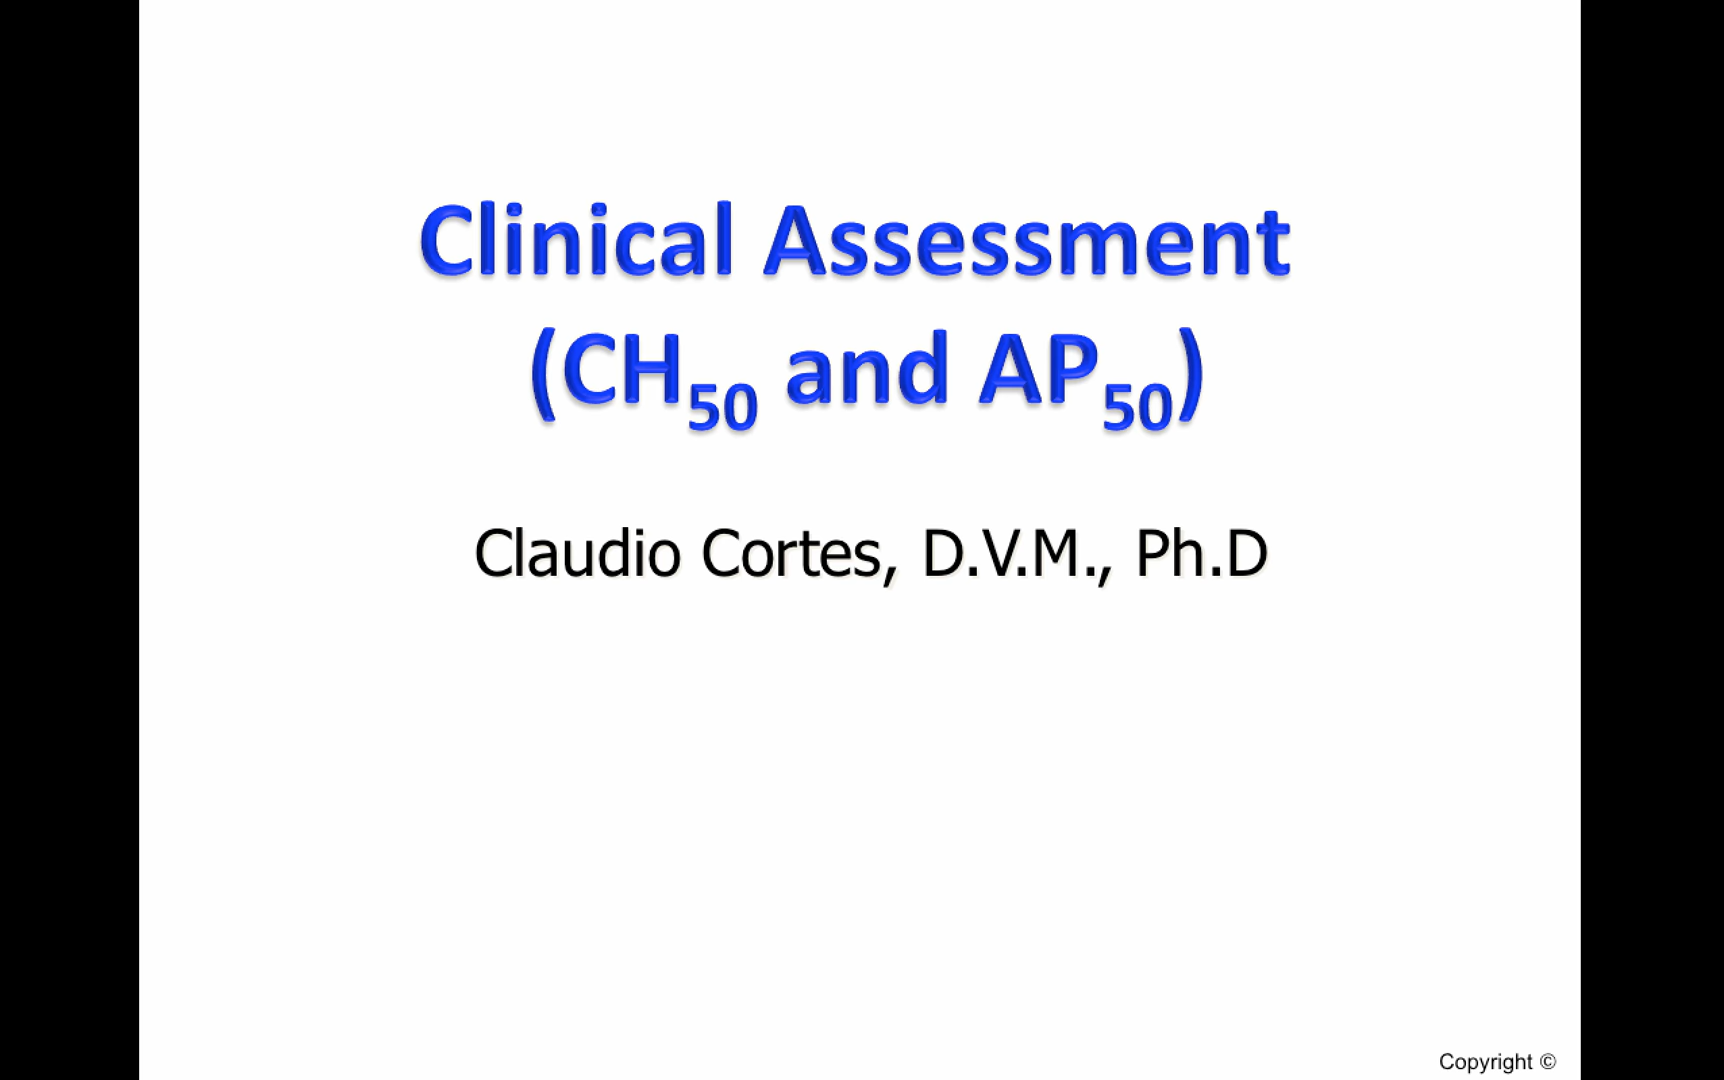 Clinical Assessment
(CH₅₀ and AP₅₀)
Claudio Cortes, D.V.M., Ph.D
Copyright ©